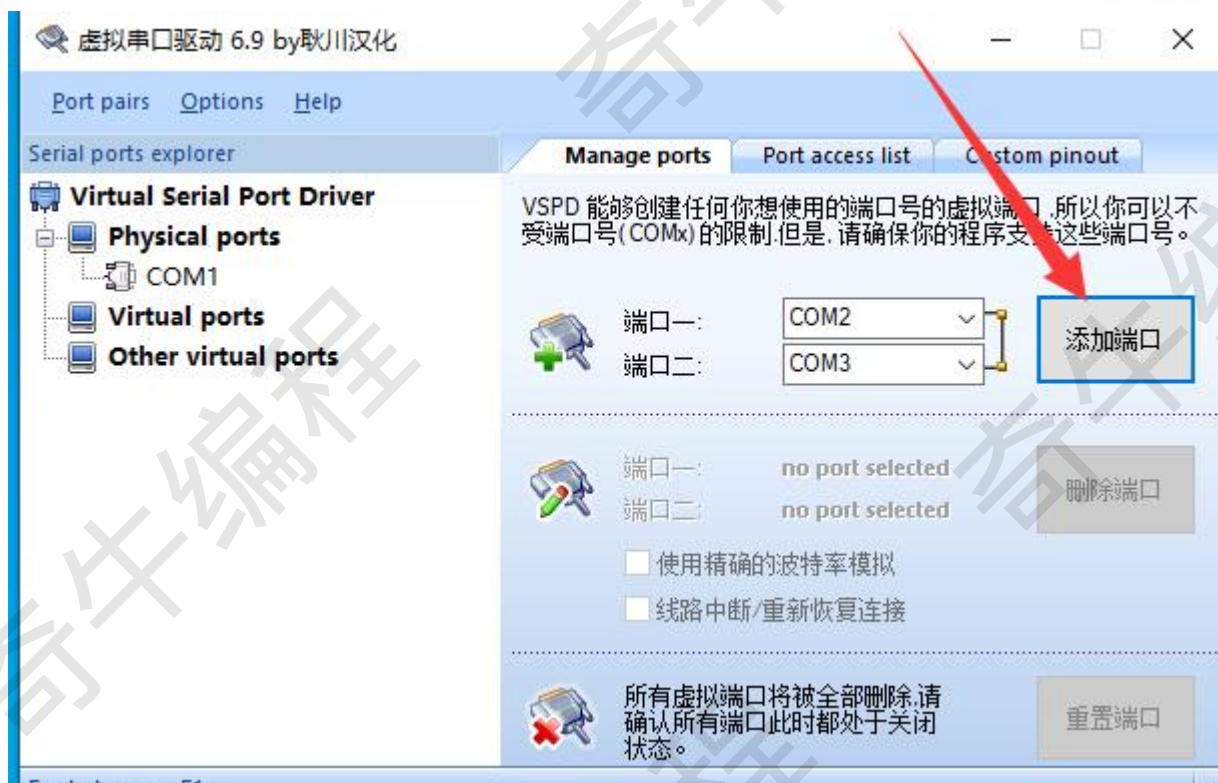 虚拟串口驱动 6.9 by耿川汉化
Port pairs Options Help
Serial ports explorer
Virtual Serial Port Driver
Physical ports
COM1
Virtual ports
Other virtual ports
Manage ports Port access list Custom pinout
VSPD 能够创建任何你想使用的端口号的虚拟端口 .所以你可以不
受端口号(COMx)的限制.但是. 请确保你的程序支持这些端口号。
端口一: COM2
端口二: COM3
添加端口
端口一: no port selected
端口二: no port selected
删除端口
使用精确的波特率模拟
线路中断/重新恢复连接
所有虚拟端口将被全部删除.请
确认所有端口此时都处于关闭
状态。
重置端口
奇牛编程